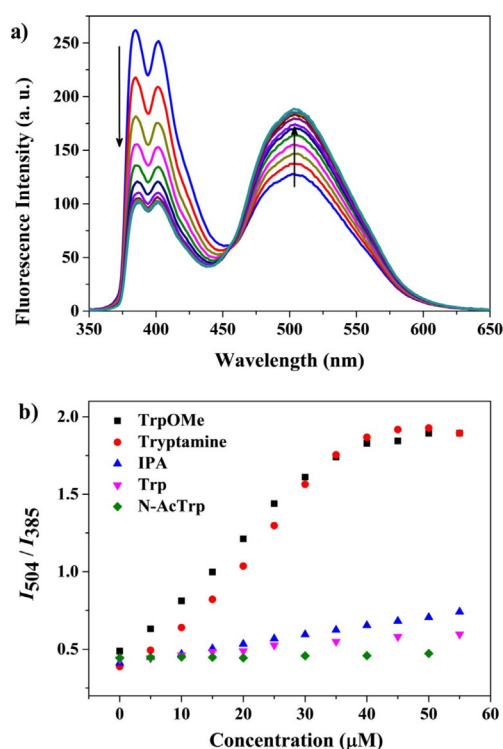 a)
Fluorescence Intensity (a. u.)
250
200
150
100
50
0
350 400 450 500 550 600 650
Wavelength (nm)
b)
TrpOMe
Tryptamine
IPA
Trp
N-AcTrp
I504 / I385
2.0
1.5
1.0
0.5
0 10 20 30 40 50 60
Concentration (μM)